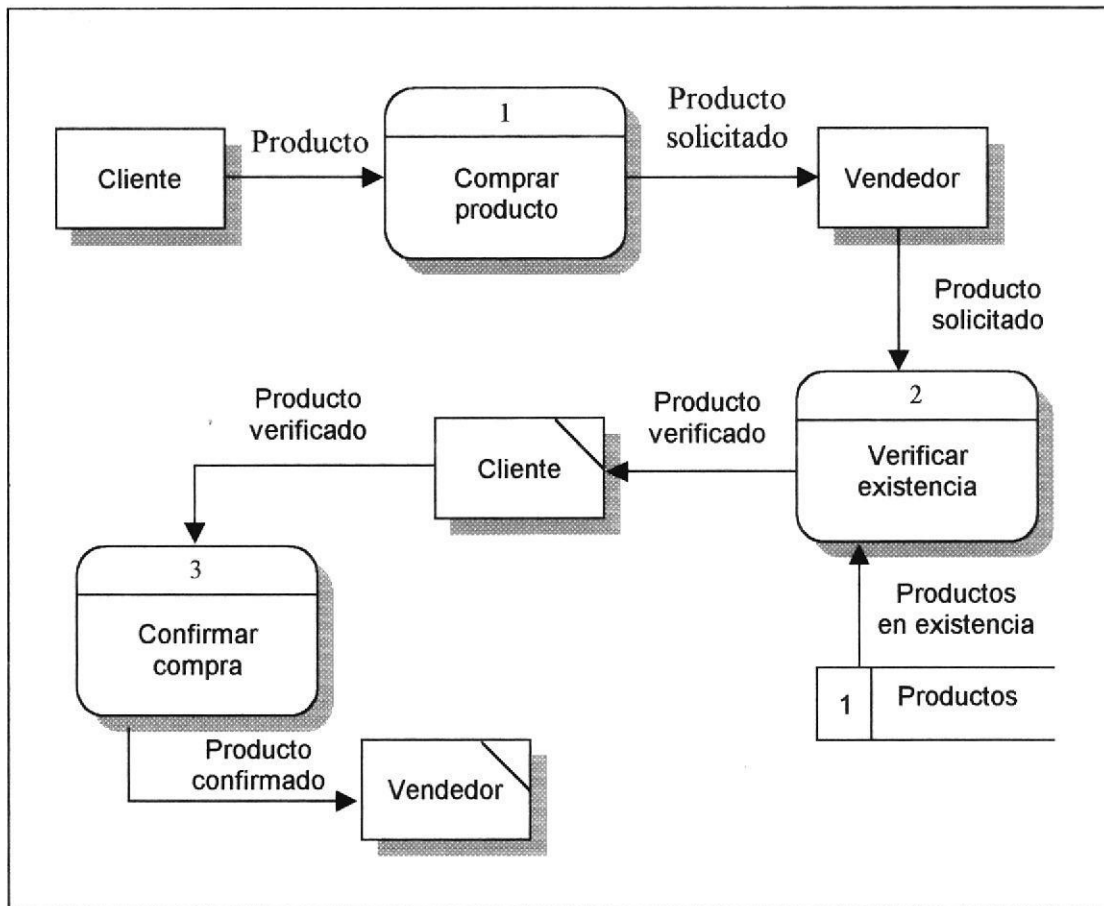 Cliente
Producto
1
Comprar
producto
Producto
solicitado
Vendedor
Producto
solicitado
2
Verificar
existencia
Producto
verificado
Cliente
Producto
verificado
3
Confirmar
compra
Productos
en existencia
1 Productos
Producto
confirmado
Vendedor